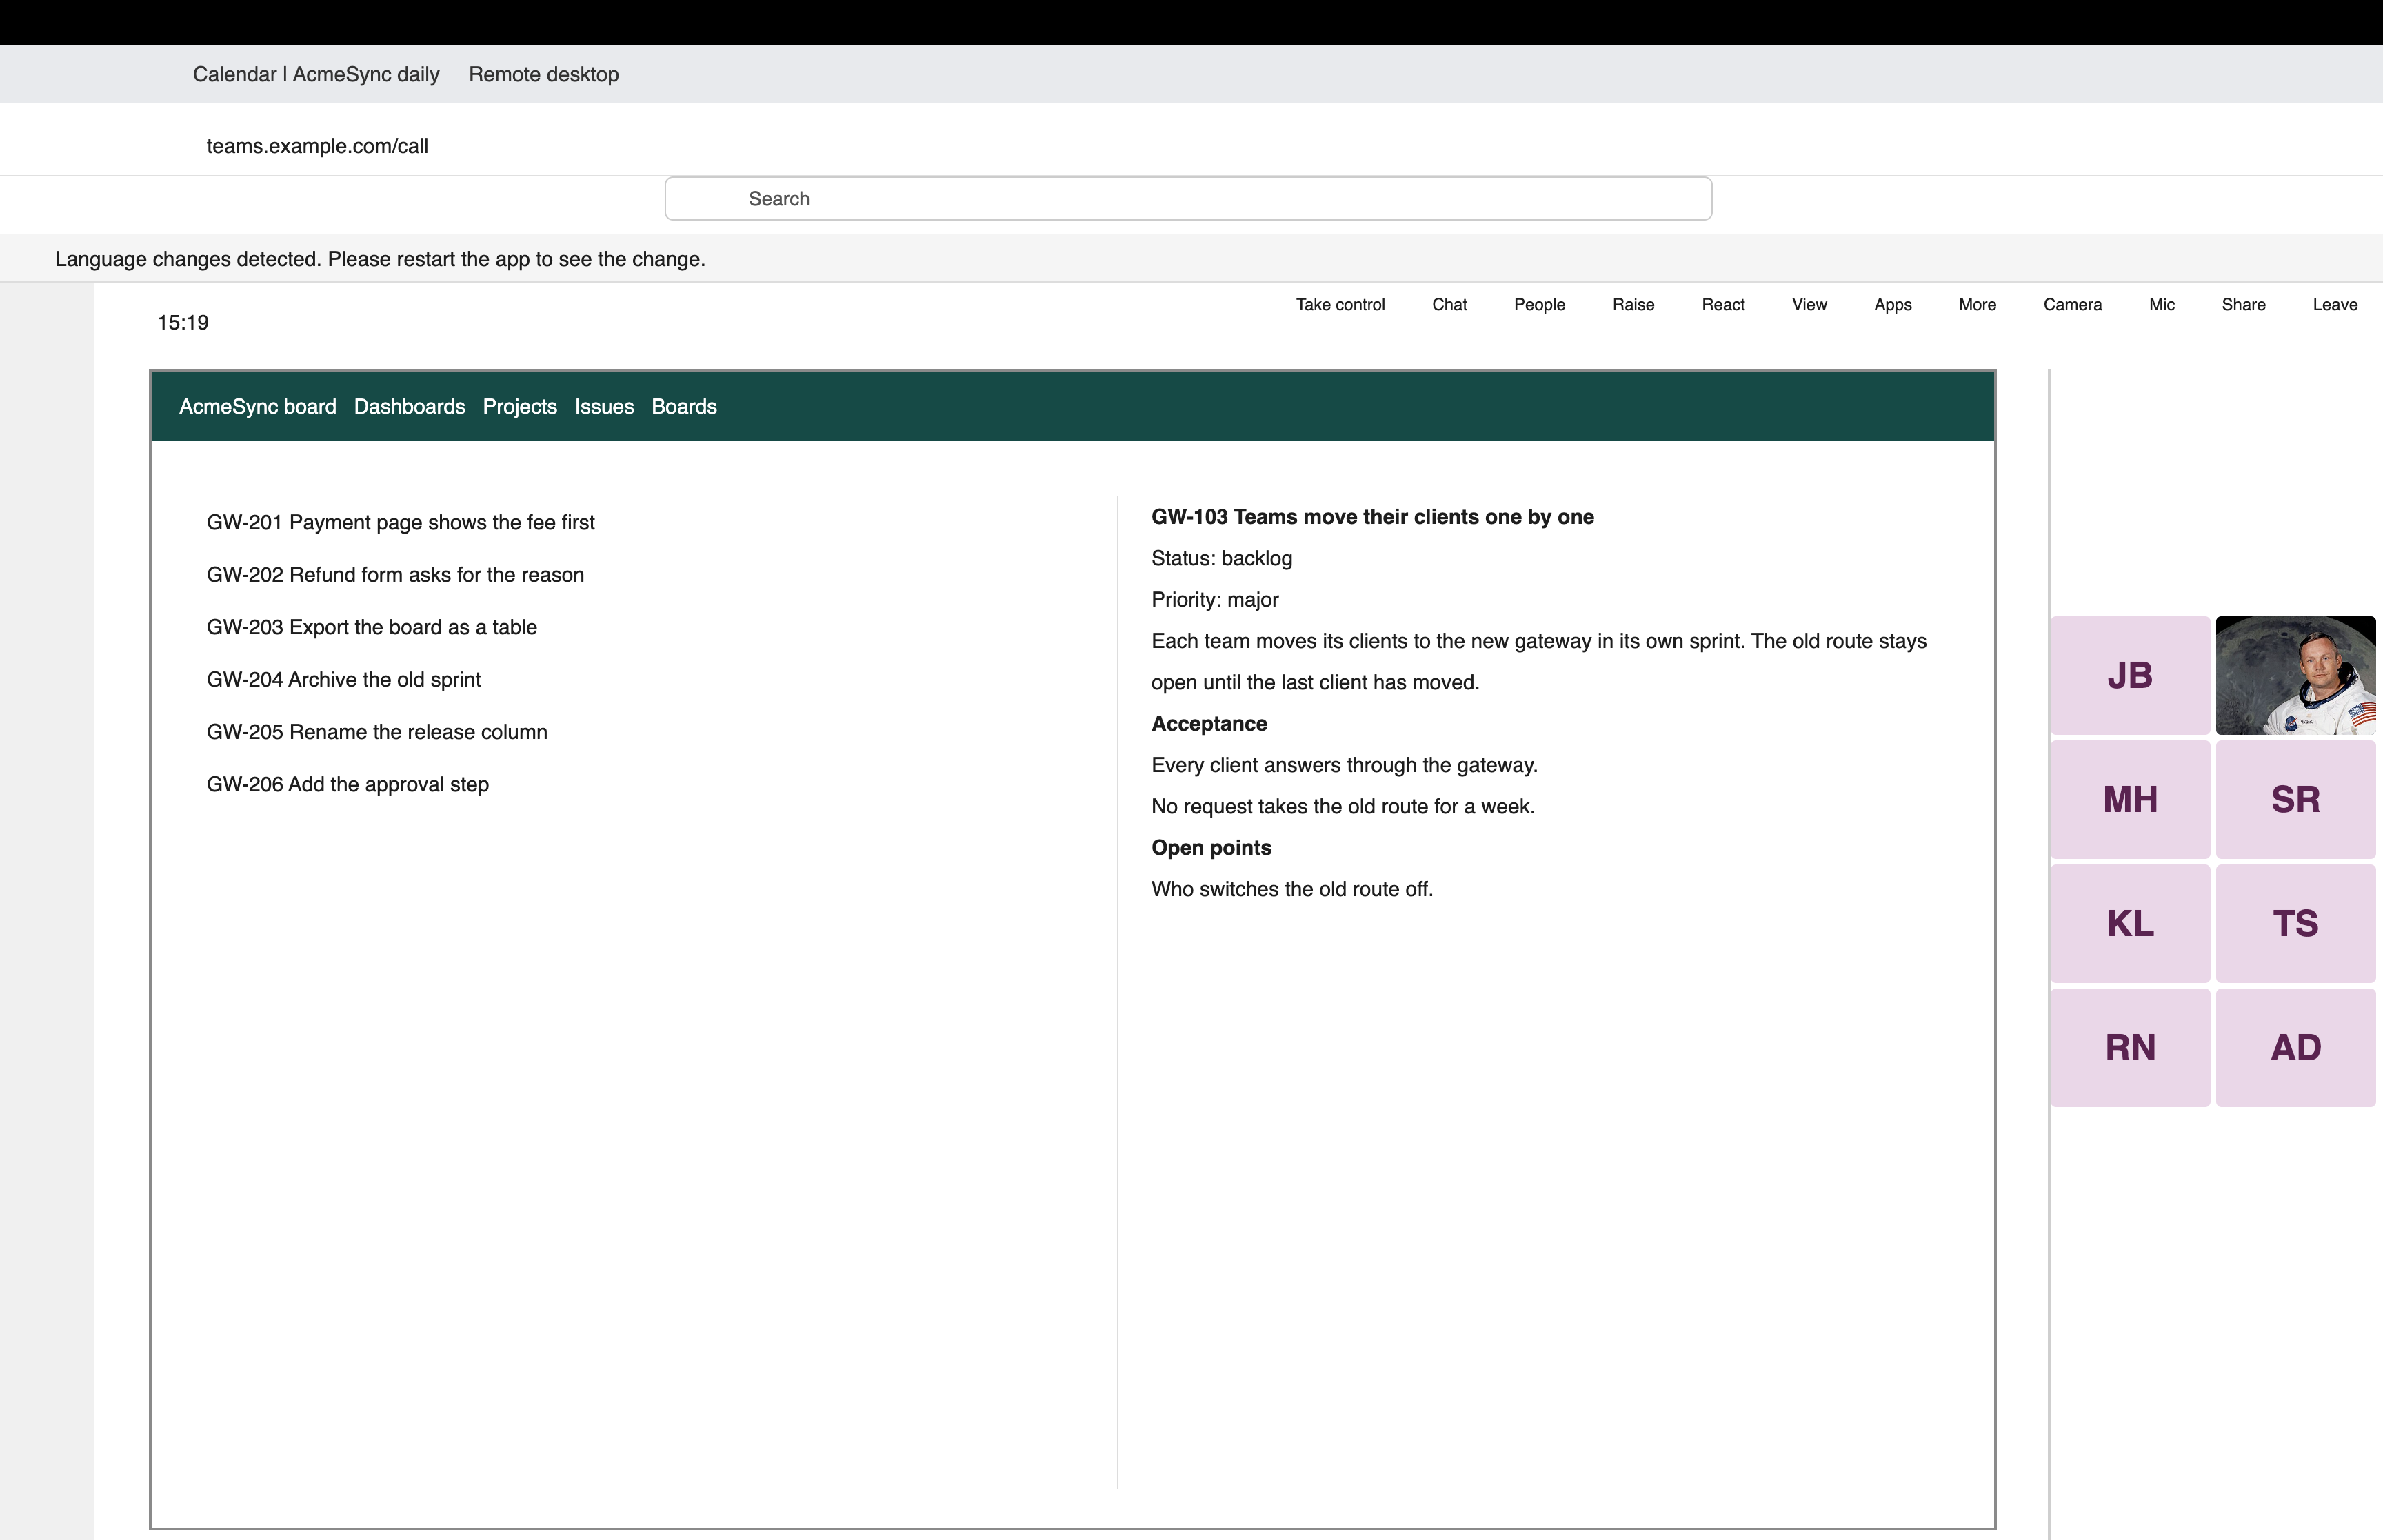 Calendar | AcmeSync daily Remote desktop
teams.example.com/call
Search
Language changes detected. Please restart the app to see the change.
15:19
Take control Chat People Raise React View Apps More Camera Mic Share Leave
AcmeSync board Dashboards Projects Issues Boards
GW-201 Payment page shows the fee first
GW-202 Refund form asks for the reason
GW-203 Export the board as a table
GW-204 Archive the old sprint
GW-205 Rename the release column
GW-206 Add the approval step
GW-103 Teams move their clients one by one
Status: backlog
Priority: major
Each team moves its clients to the new gateway in its own sprint. The old route stays
open until the last client has moved.
Acceptance
Every client answers through the gateway.
No request takes the old route for a week.
Open points
Who switches the old route off.
JB
MH SR
KL TS
RN AD